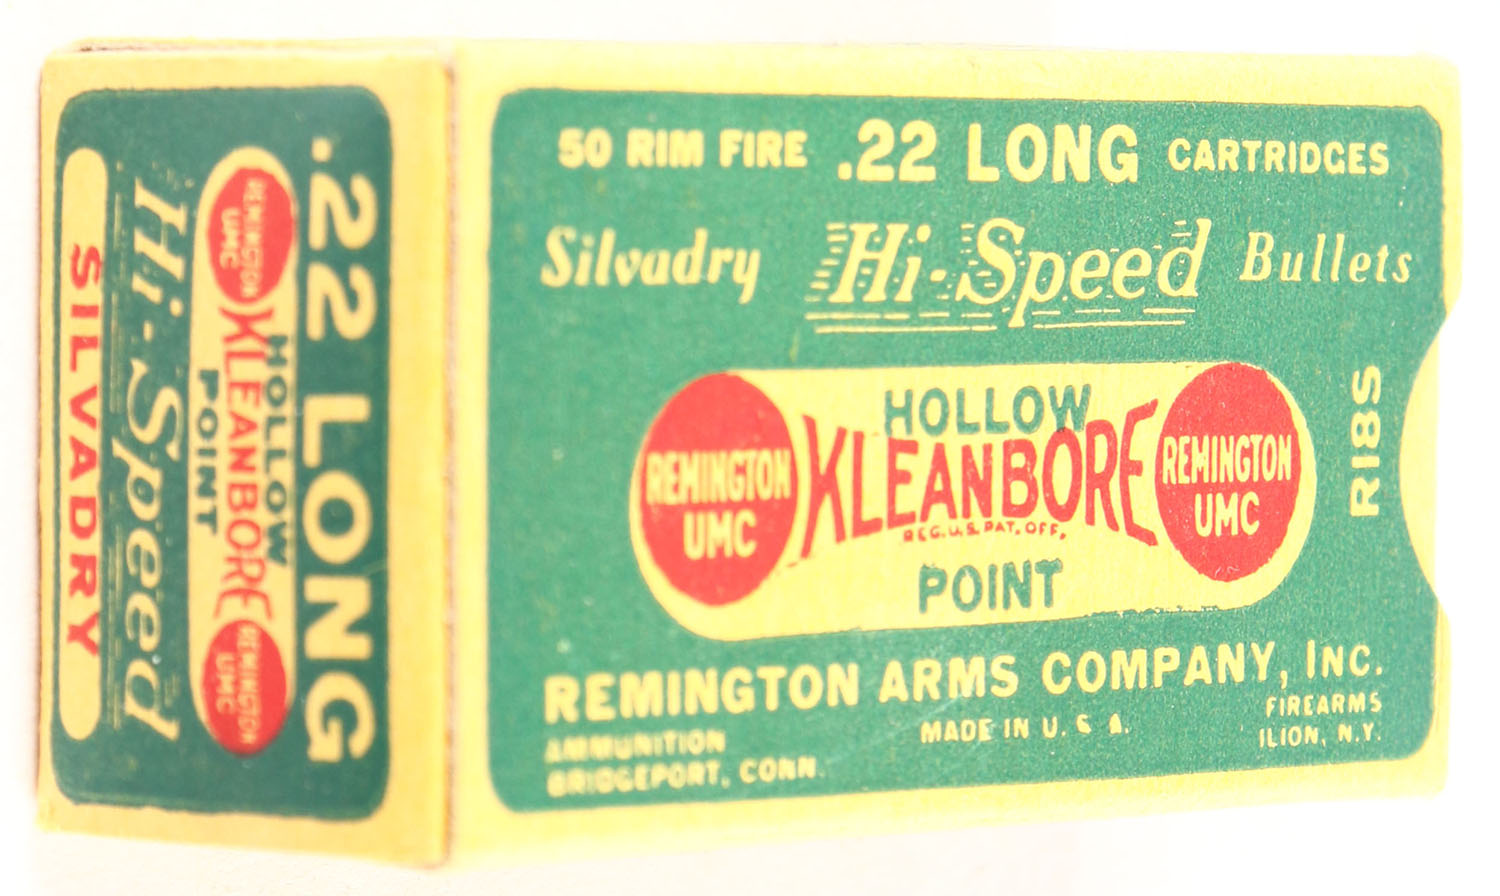 50 RIM FIRE .22 LONG CARTRIDGES
Silvadry Hi-Speed Bullets
HOLLOW
REMINGTON UMC
KLEANBORE
REG. U.S. PAT. OFF.
REMINGTON UMC
POINT
R18S
REMINGTON ARMS COMPANY, INC.
AMMUNITION
BRIDGEPORT, CONN.
MADE IN U. S. A.
FIREARMS
ILION, N.Y.
.22 LONG
HOLLOW
REMINGTON UMC
KLEANBORE
REMINGTON UMC
POINT
Hi-Speed
SILVADRY